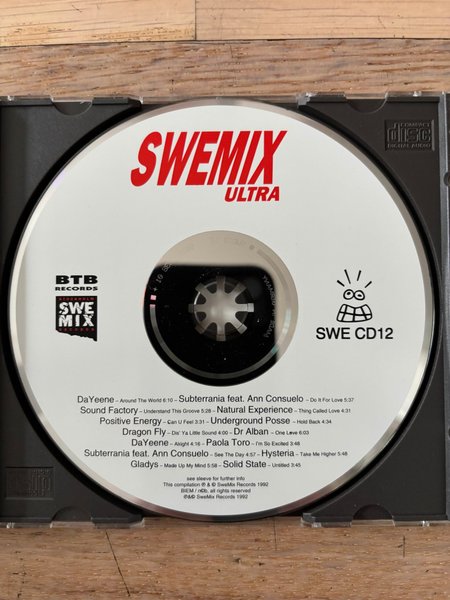 COMPACT
disc
DIGITAL AUDIO
SWEMIX
ULTRA
BTB
RECORDS
STOCKHOLM
SWE
MIX
RECORDS
SWE CD12
DaYeene – Around The World 6:10 – Subterrania feat. Ann Consuelo – Do It For Love 5:37
Sound Factory – Understand This Groove 5:28 – Natural Experience – Thing Called Love 4:31
Positive Energy – Can U Feel 3:31 – Underground Posse – Hold Back 4:34
Dragon Fly – Dis' Ya Little Sound 4:00 – Dr Alban – One Love 6:03
DaYeene – Alright 4:16 – Paola Toro – I'm So Excited 3:48
Subterrania feat. Ann Consuelo – See The Day 4:57 – Hysteria – Take Me Higher 5:48
Gladys – Made Up My Mind 5:58 – Solid State – Untitled 3:45
see sleeve for further info
This compilation ℗ & © SweMix Records 1992
BIEM / nCb. all rights reserved
℗&© SweMix Records 1992